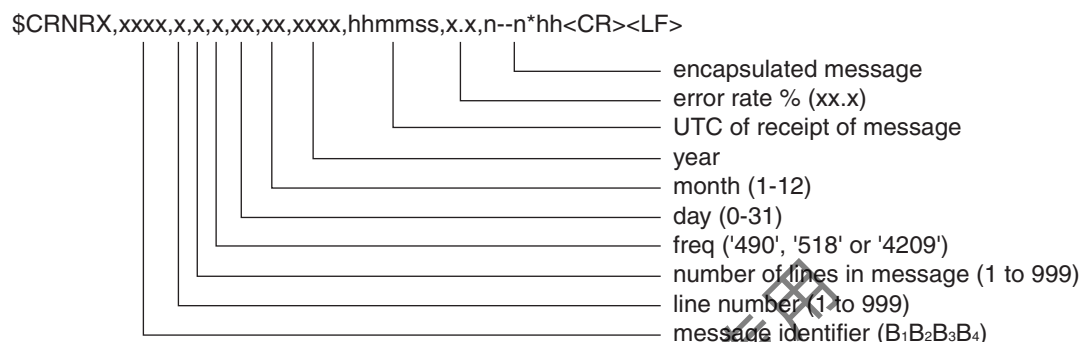 $CRNRX,xxxx,x,x,x,xx,xx,xxxx,hhmmss,x.x,n--n*hh<CR><LF>
encapsulated message
error rate % (xx.x)
UTC of receipt of message
year
month (1-12)
day (0-31)
freq ('490', '518' or '4209')
number of lines in message (1 to 999)
line number (1 to 999)
message identifier (B₁B₂B₃B₄)
用